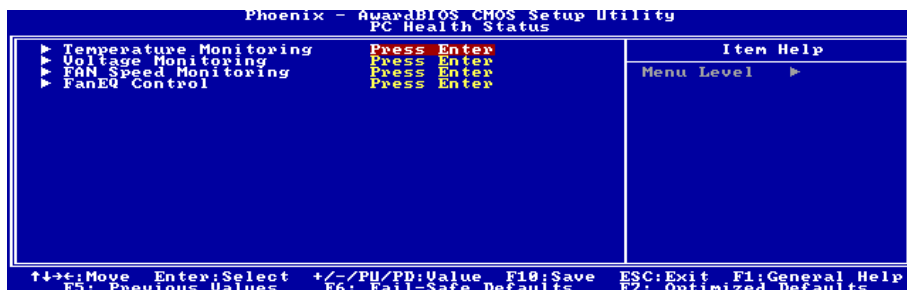 Phoenix - AwardBIOS CMOS Setup Utility
PC Health Status
► Temperature Monitoring Press Enter
► Voltage Monitoring Press Enter
► FAN Speed Monitoring Press Enter
► FanEQ Control Press Enter
Item Help
Menu Level ►
↑↓→←:Move Enter:Select +/-/PU/PD:Value F10:Save ESC:Exit F1:General Help
F5: Previous Values F6: Fail-Safe Defaults F7: Optimized Defaults